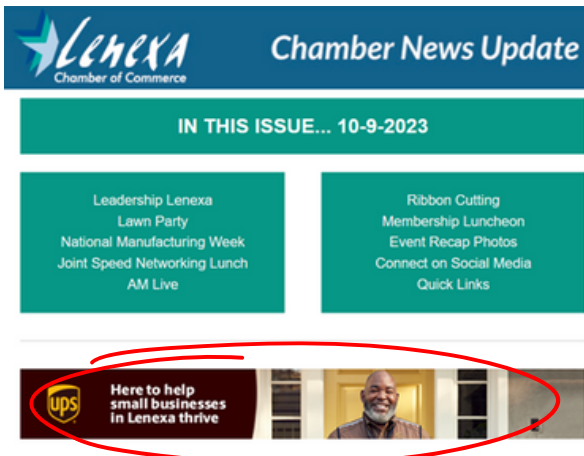 Lenexa
Chamber of Commerce
Chamber News Update
IN THIS ISSUE... 10-9-2023
Leadership Lenexa
Lawn Party
National Manufacturing Week
Joint Speed Networking Lunch
AM Live
Ribbon Cutting
Membership Luncheon
Event Recap Photos
Connect on Social Media
Quick Links
ups
Here to help
small businesses
in Lenexa thrive